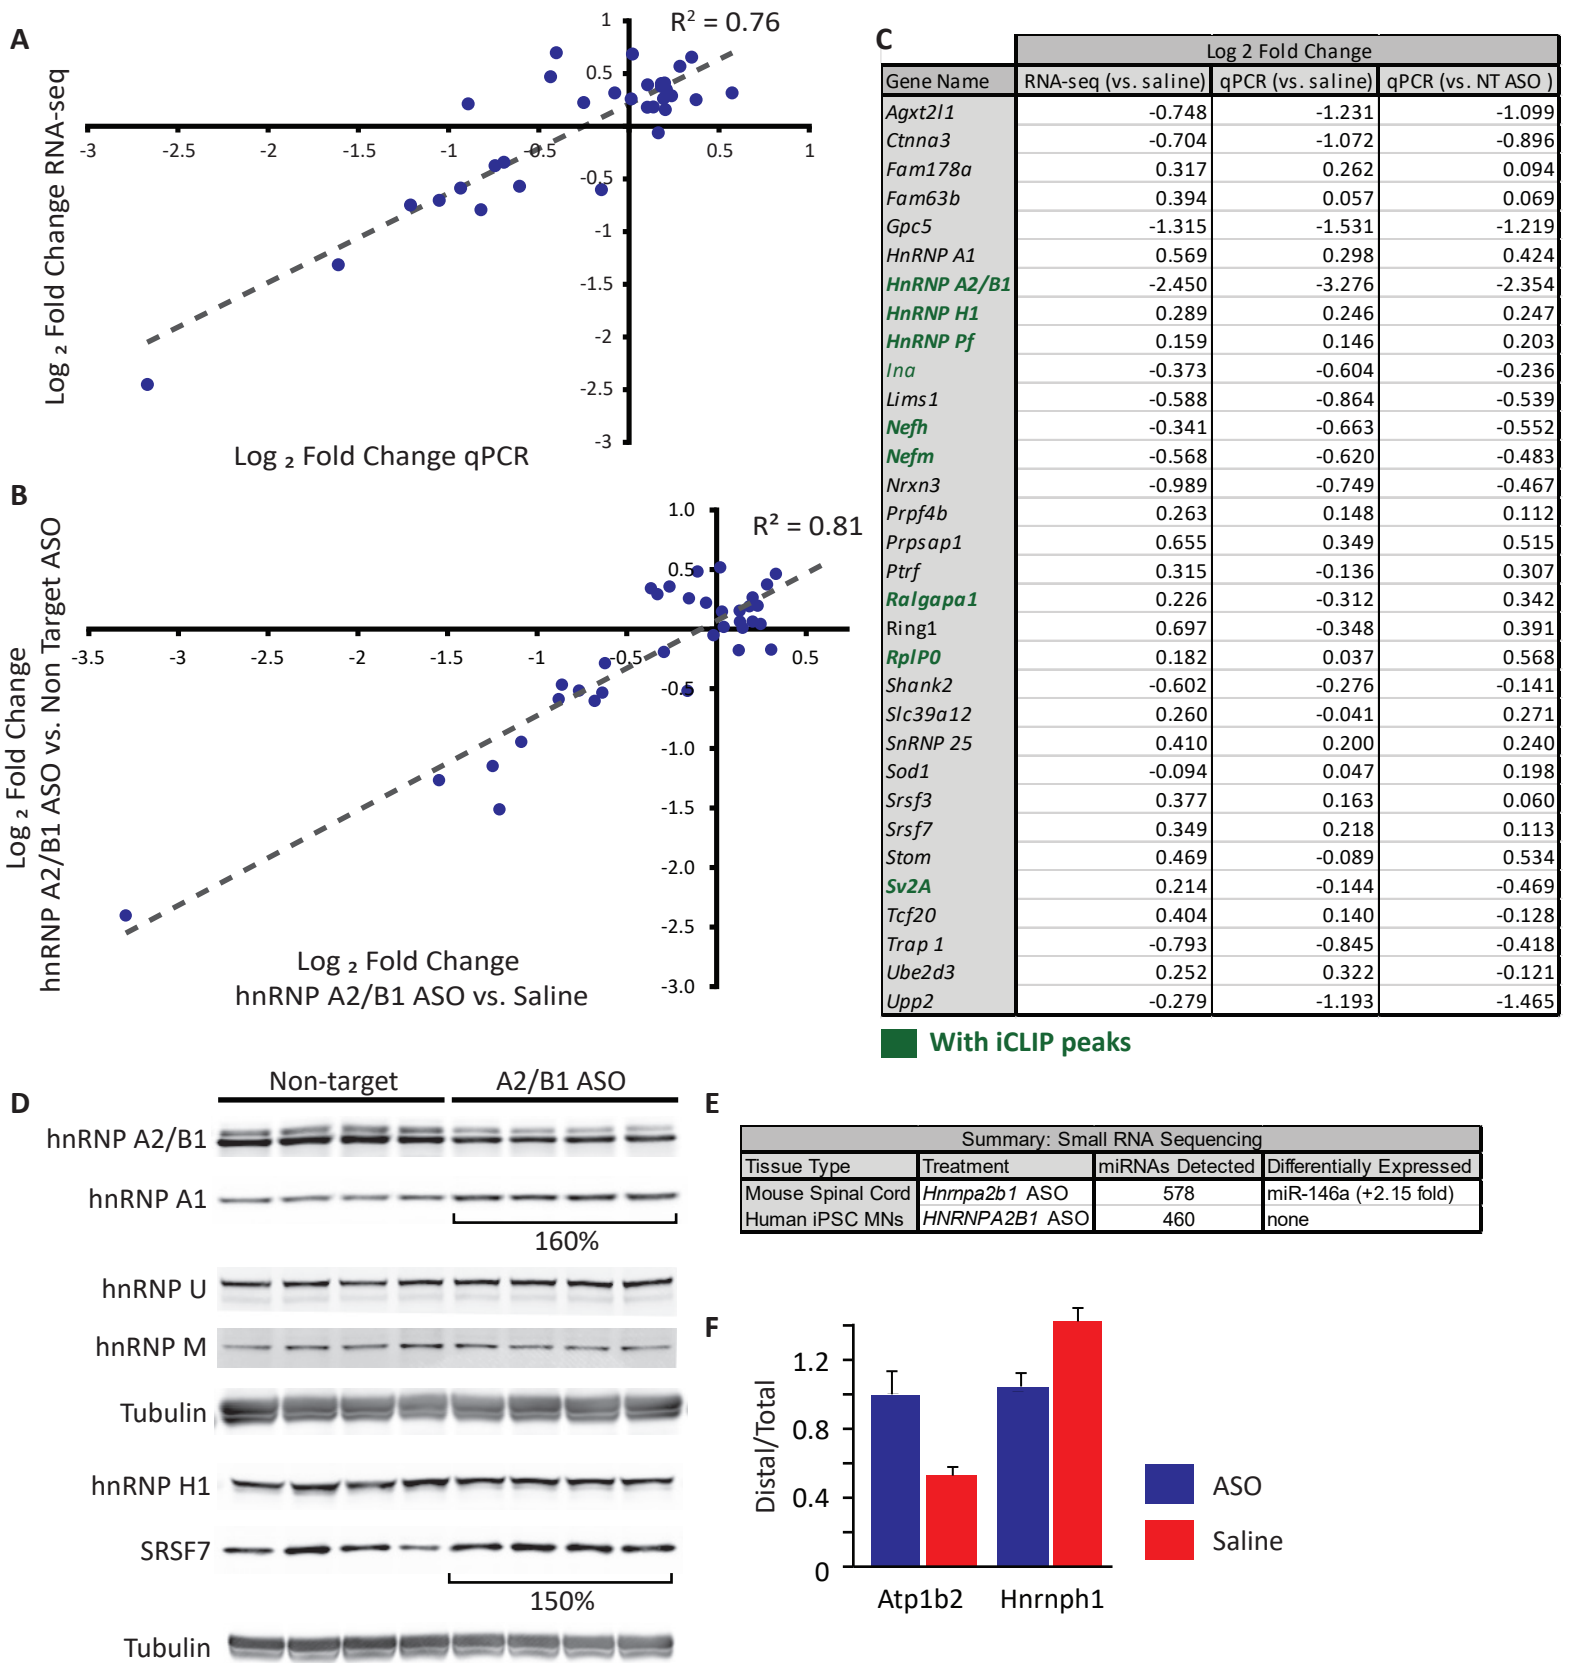 A
Log ₂ Fold Change RNA-seq
R² = 0.76
1
0.5
-3 -2.5 -2 -1.5 -1 -0.5 0.5 1
-0.5
-1
-1.5
-2
-2.5
-3
Log ₂ Fold Change qPCR
B
Log ₂ Fold Change
hnRNP A2/B1 ASO vs. Non Target ASO
R² = 0.81
1.0
0.5
-3.5 -3 -2.5 -2 -1.5 -1 -0.5 0.5
-0.5
-1.0
-1.5
-2.0
-2.5
-3.0
Log ₂ Fold Change
hnRNP A2/B1 ASO vs. Saline
C
Log 2 Fold Change
Gene Name RNA-seq (vs. saline) qPCR (vs. saline) qPCR (vs. NT ASO )
Agxt2l1 -0.748 -1.231 -1.099
Ctnna3 -0.704 -1.072 -0.896
Fam178a 0.317 0.262 0.094
Fam63b 0.394 0.057 0.069
Gpc5 -1.315 -1.531 -1.219
HnRNP A1 0.569 0.298 0.424
HnRNP A2/B1 -2.450 -3.276 -2.354
HnRNP H1 0.289 0.246 0.247
HnRNP Pf 0.159 0.146 0.203
Ina -0.373 -0.604 -0.236
Lims1 -0.588 -0.864 -0.539
Nefh -0.341 -0.663 -0.552
Nefm -0.568 -0.620 -0.483
Nrxn3 -0.989 -0.749 -0.467
Prpf4b 0.263 0.148 0.112
Prpsap1 0.655 0.349 0.515
Ptrf 0.315 -0.136 0.307
Ralgapa1 0.226 -0.312 0.342
Ring1 0.697 -0.348 0.391
RplP0 0.182 0.037 0.568
Shank2 -0.602 -0.276 -0.141
Slc39a12 0.260 -0.041 0.271
SnRNP 25 0.410 0.200 0.240
Sod1 -0.094 0.047 0.198
Srsf3 0.377 0.163 0.060
Srsf7 0.349 0.218 0.113
Stom 0.469 -0.089 0.534
Sv2A 0.214 -0.144 -0.469
Tcf20 0.404 0.140 -0.128
Trap 1 -0.793 -0.845 -0.418
Ube2d3 0.252 0.322 -0.121
Upp2 -0.279 -1.193 -1.465
With iCLIP peaks
D
Non-target A2/B1 ASO
hnRNP A2/B1
hnRNP A1
160%
hnRNP U
hnRNP M
Tubulin
hnRNP H1
SRSF7
150%
Tubulin
E
Summary: Small RNA Sequencing
Tissue Type Treatment miRNAs Detected Differentially Expressed
Mouse Spinal Cord Hnrnpa2b1 ASO 578 miR-146a (+2.15 fold)
Human iPSC MNs HNRNPA2B1 ASO 460 none
F
Distal/Total
1.2
0.8
0.4
0
Atp1b2 Hnrnph1
ASO
Saline